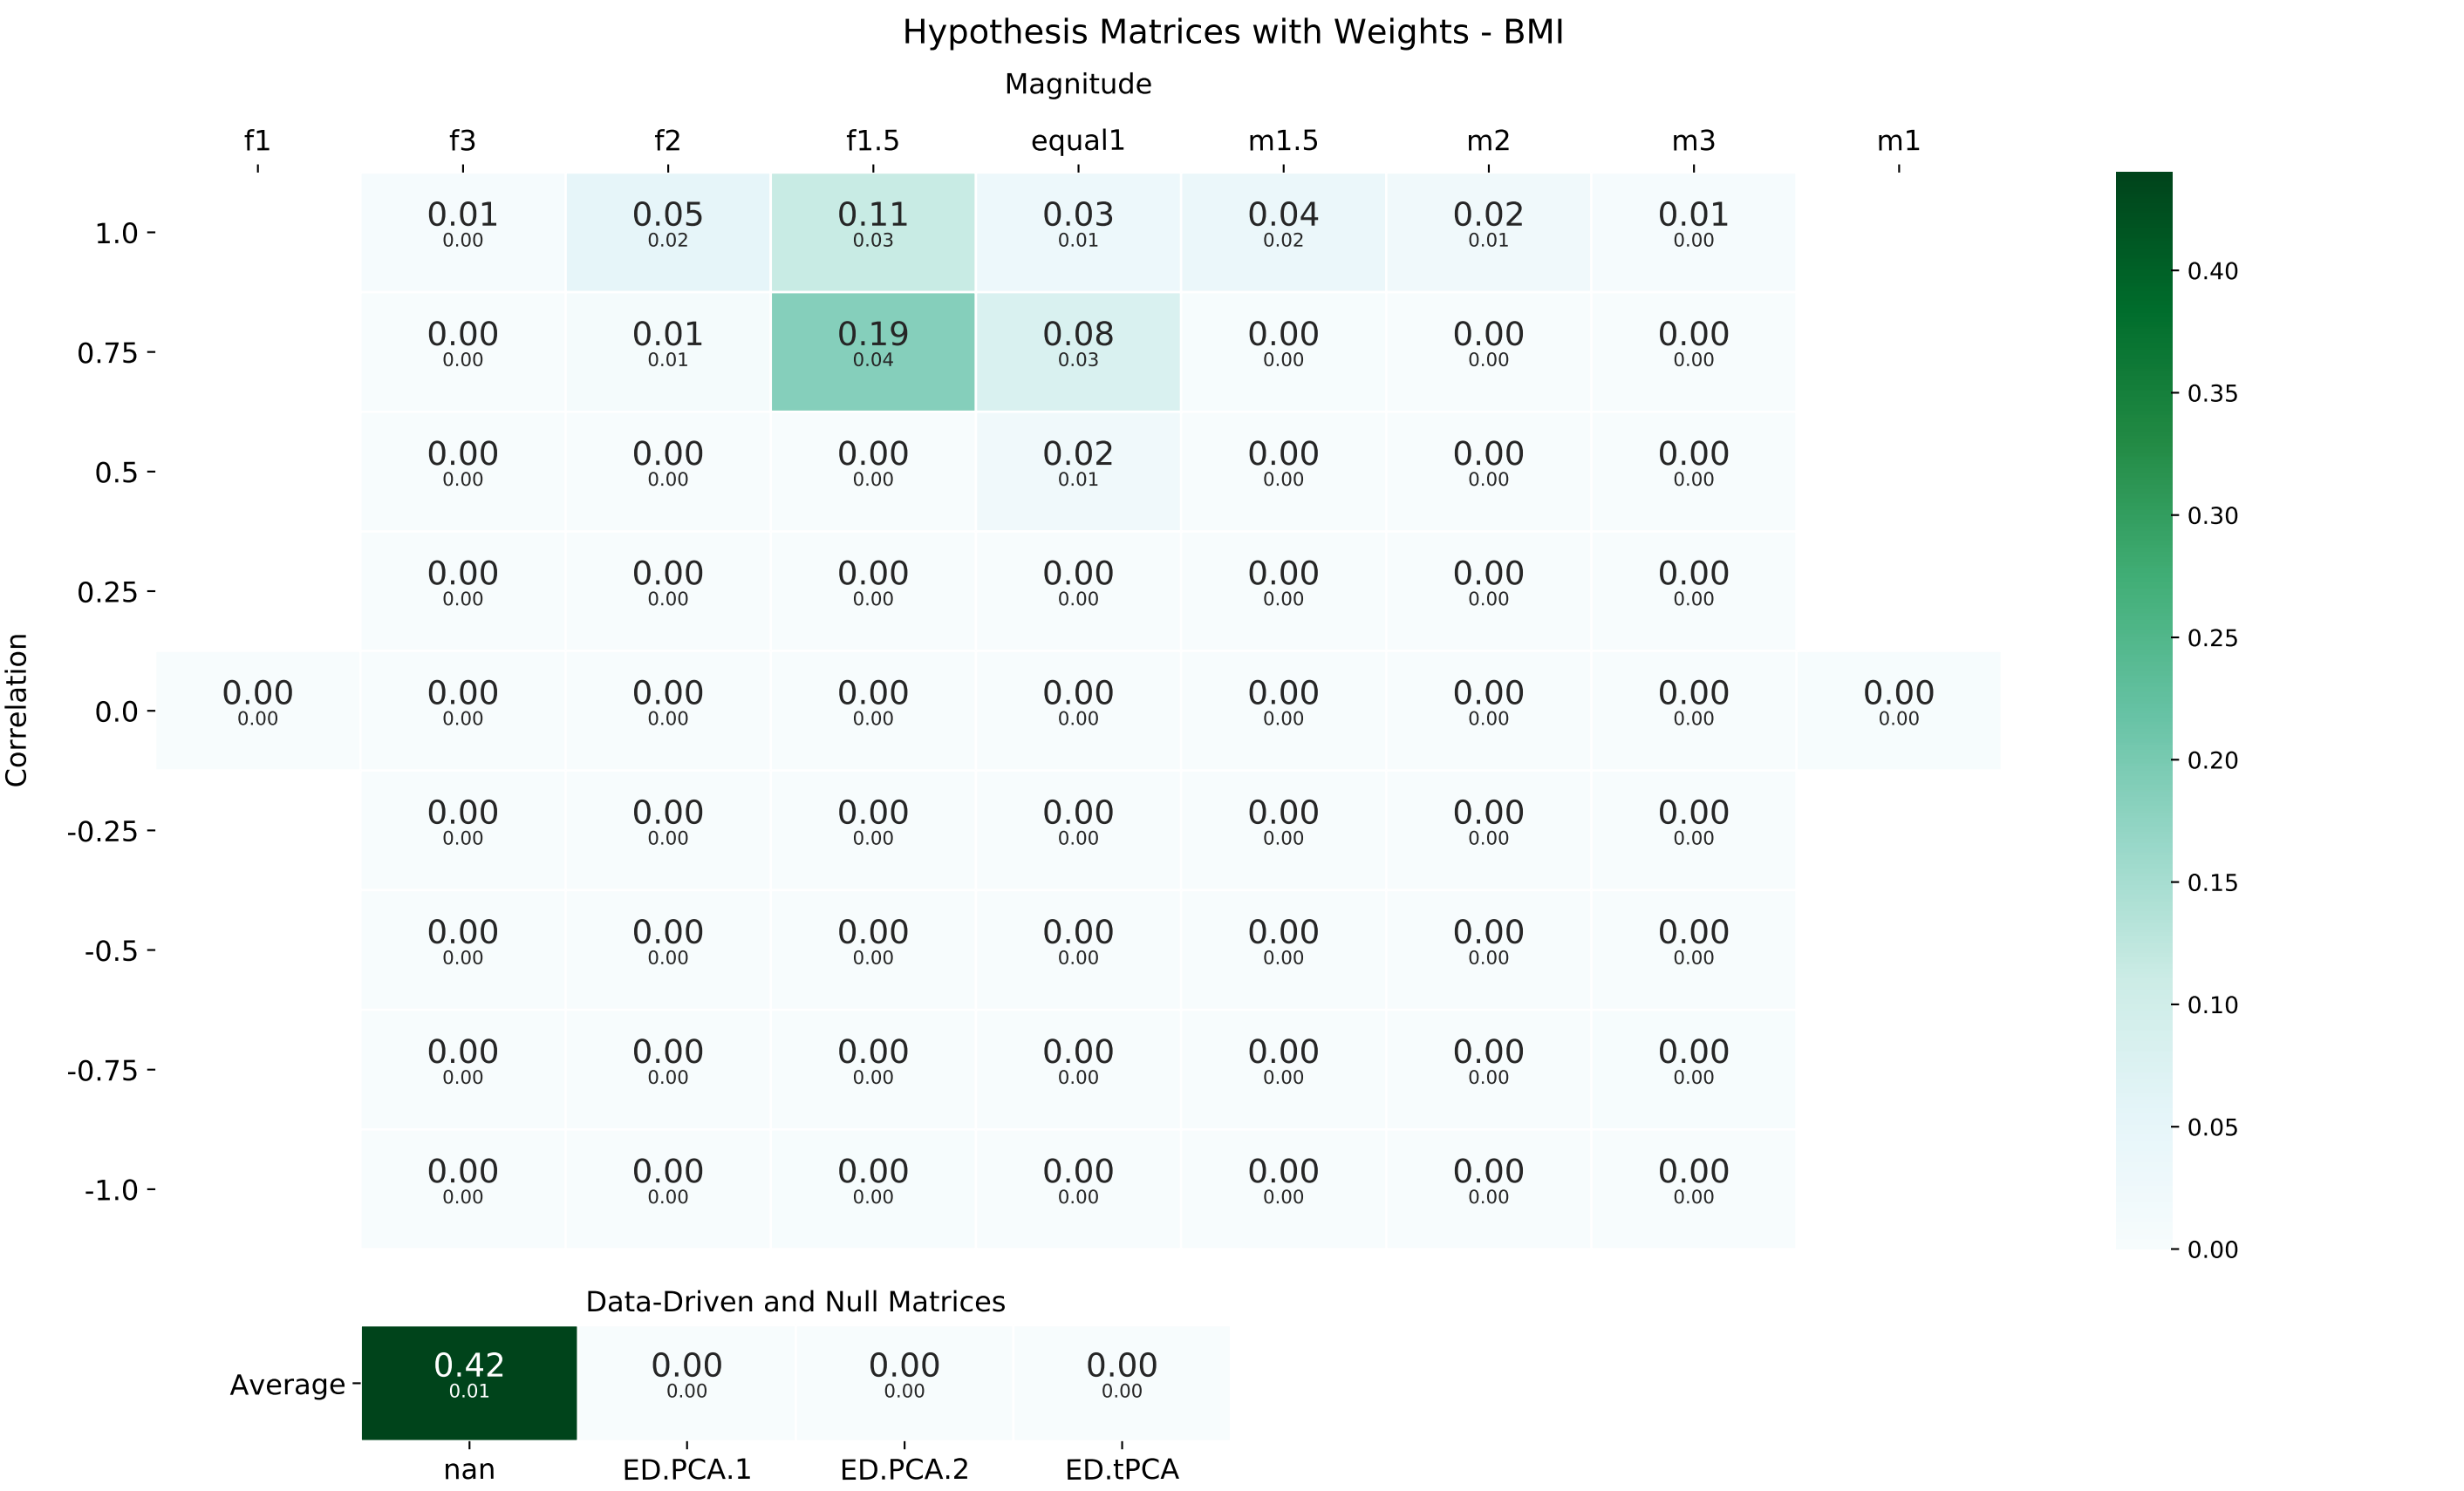 Hypothesis Matrices with Weights - BMI
Magnitude
f1 f3 f2 f1.5 equal1 m1.5 m2 m3 m1
1.0 0.01 0.05 0.11 0.03 0.04 0.02 0.01
0.00 0.02 0.03 0.01 0.02 0.01 0.00
0.75 0.00 0.01 0.19 0.08 0.00 0.00 0.00
0.00 0.01 0.04 0.03 0.00 0.00 0.00
0.5 0.00 0.00 0.00 0.02 0.00 0.00 0.00
0.00 0.00 0.00 0.01 0.00 0.00 0.00
0.25 0.00 0.00 0.00 0.00 0.00 0.00 0.00
0.00 0.00 0.00 0.00 0.00 0.00 0.00
Correlation
0.0 0.00 0.00 0.00 0.00 0.00 0.00 0.00 0.00 0.00
0.00 0.00 0.00 0.00 0.00 0.00 0.00 0.00 0.00
-0.25 0.00 0.00 0.00 0.00 0.00 0.00 0.00
0.00 0.00 0.00 0.00 0.00 0.00 0.00
-0.5 0.00 0.00 0.00 0.00 0.00 0.00 0.00
0.00 0.00 0.00 0.00 0.00 0.00 0.00
-0.75 0.00 0.00 0.00 0.00 0.00 0.00 0.00
0.00 0.00 0.00 0.00 0.00 0.00 0.00
-1.0 0.00 0.00 0.00 0.00 0.00 0.00 0.00
0.00 0.00 0.00 0.00 0.00 0.00 0.00
0.40
0.35
0.30
0.25
0.20
0.15
0.10
0.05
0.00
Data-Driven and Null Matrices
Average 0.42 0.00 0.00 0.00
0.01 0.00 0.00 0.00
nan ED.PCA.1 ED.PCA.2 ED.tPCA